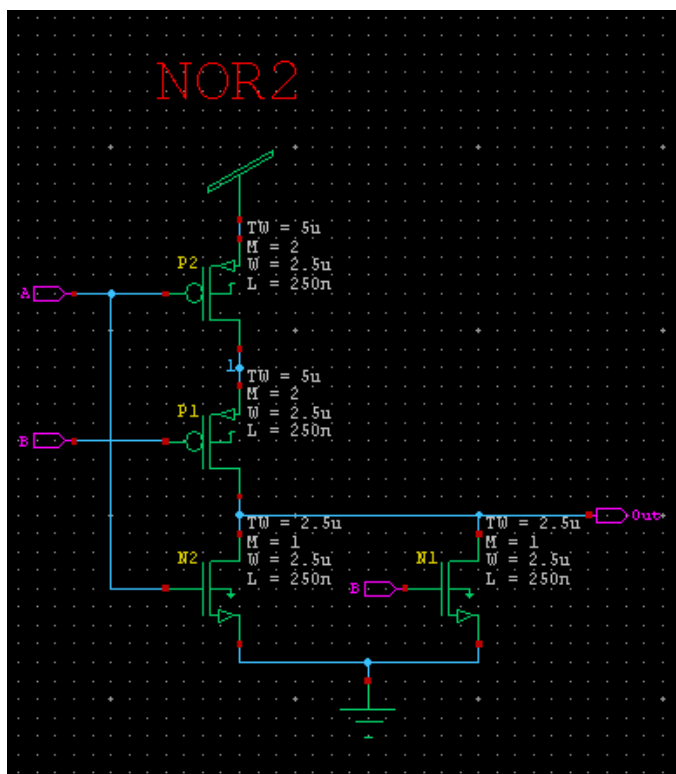 NOR2
TW = 5u
M = 2
P2
W = 2.5u
A
L = 250n
1
TW = 5u
M = 2
P1
W = 2.5u
B
L = 250n
TW = 2.5u
M = 1
N2
W = 2.5u
L = 250n
TW = 2.5u
M = 1
N1
W = 2.5u
L = 250n
B
Out